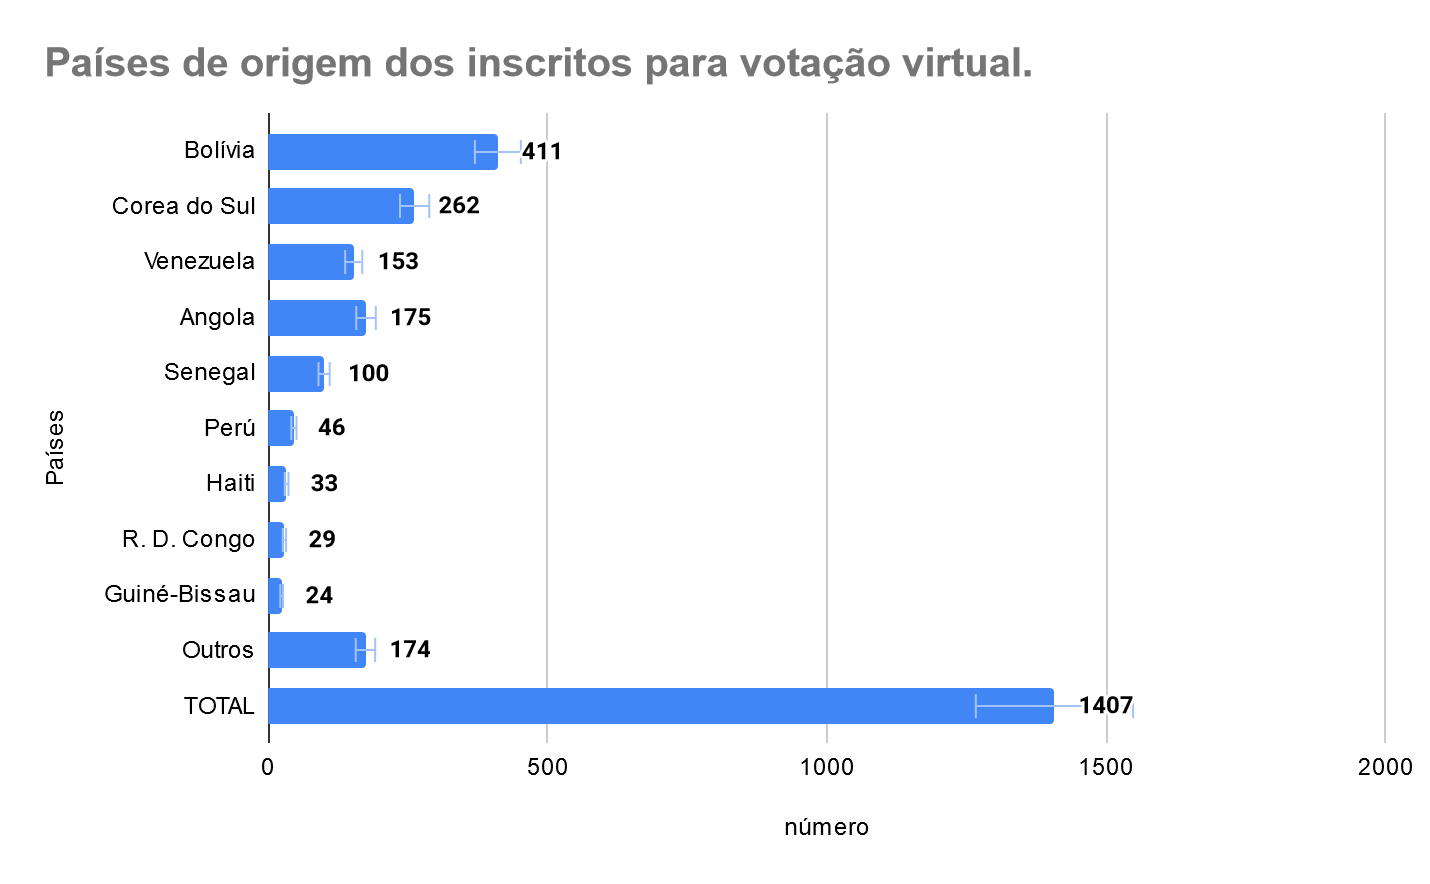 Países de origem dos inscritos para votação virtual.
Países
Bolívia 411
Corea do Sul 262
Venezuela 153
Angola 175
Senegal 100
Perú 46
Haiti 33
R. D. Congo 29
Guiné-Bissau 24
Outros 174
TOTAL 1407
0 500 1000 1500 2000
número